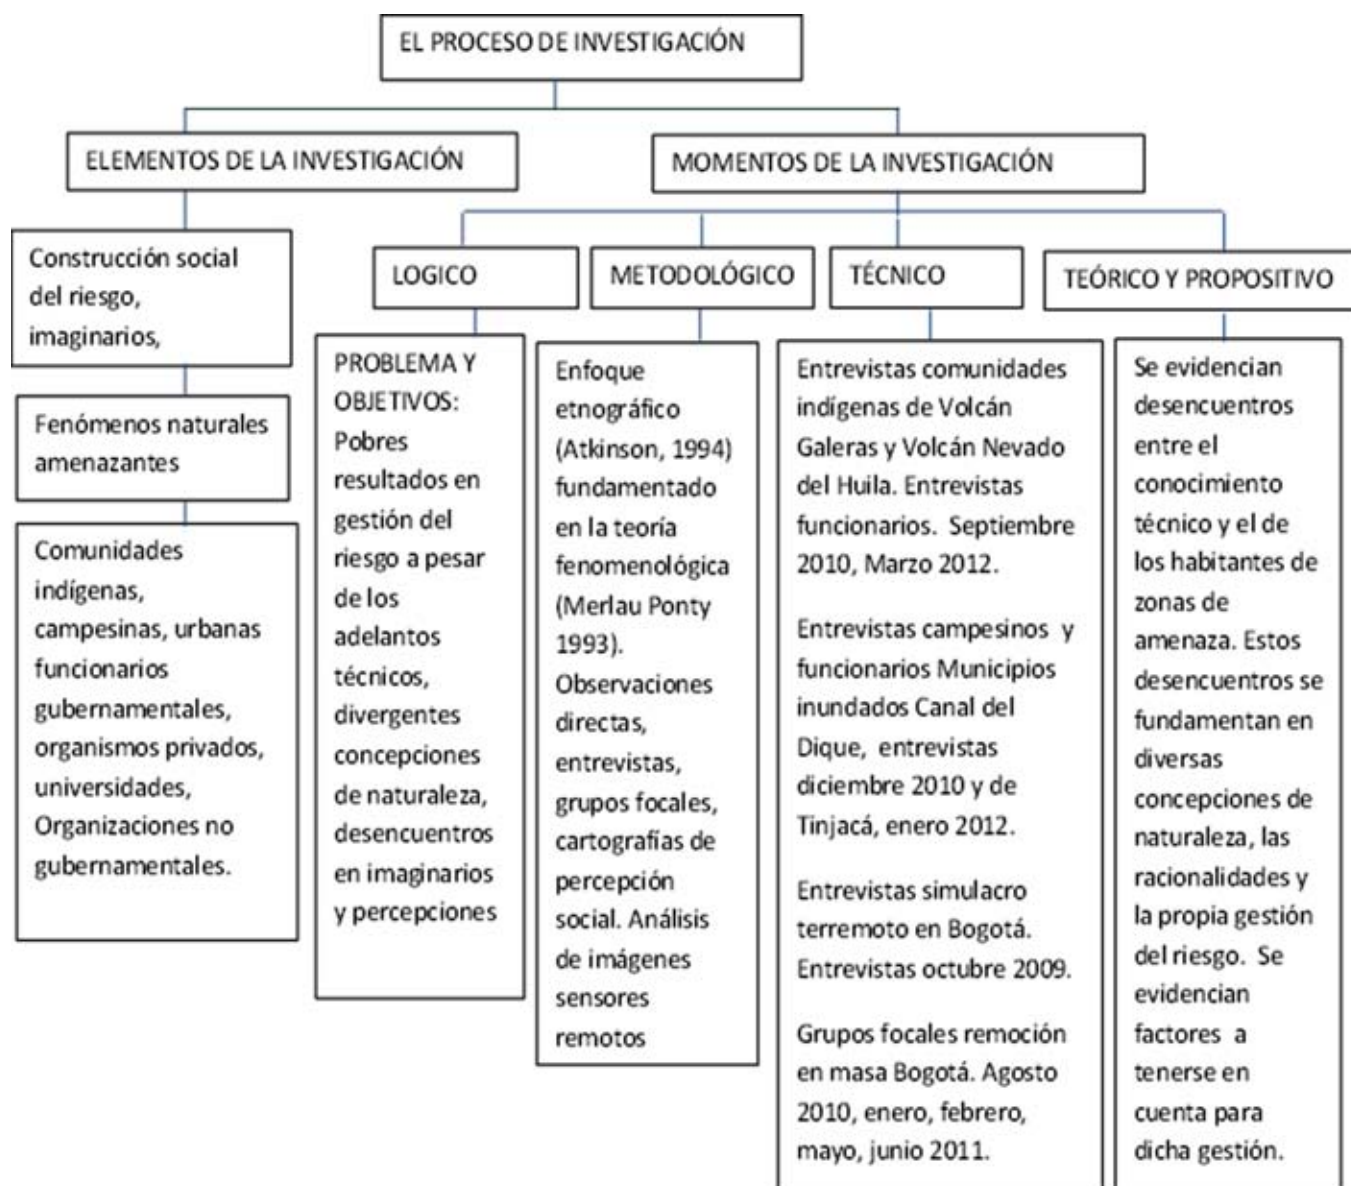 EL PROCESO DE INVESTIGACIÓN
ELEMENTOS DE LA INVESTIGACIÓN
Construcción social
del riesgo,
imaginarios,
Fenómenos naturales
amenazantes
Comunidades
indígenas,
campesinas, urbanas
funcionarios
gubernamentales,
organismos privados,
universidades,
Organizaciones no
gubernamentales.
MOMENTOS DE LA INVESTIGACIÓN
LOGICO
PROBLEMA Y
OBJETIVOS:
Pobres
resultados en
gestión del
riesgo a pesar
de los
adelantos
técnicos,
divergentes
concepciones
de naturaleza,
desencuentros
en imaginarios
y percepciones
METODOLÓGICO
Enfoque
etnográfico
(Atkinson, 1994)
fundamentado
en la teoría
fenomenológica
(Merlau Ponty
1993).
Observaciones
directas,
entrevistas,
grupos focales,
cartografías de
percepción
social. Análisis
de imágenes
sensores
remotos
TÉCNICO
Entrevistas comunidades
indígenas de Volcán
Galeras y Volcán Nevado
del Huila. Entrevistas
funcionarios. Septiembre
2010, Marzo 2012.
Entrevistas campesinos y
funcionarios Municipios
inundados Canal del
Dique, entrevistas
diciembre 2010 y de
Tinjacá, enero 2012.
Entrevistas simulacro
terremoto en Bogotá.
Entrevistas octubre 2009.
Grupos focales remoción
en masa Bogotá. Agosto
2010, enero, febrero,
mayo, junio 2011.
TEÓRICO Y PROPOSITIVO
Se evidencian
desencuentros
entre el
conocimiento
técnico y el de
los habitantes de
zonas de
amenaza. Estos
desencuentros se
fundamentan en
diversas
concepciones de
naturaleza, las
racionalidades y
la propia gestión
del riesgo. Se
evidencian
factores a
tenerse en
cuenta para
dicha gestión.